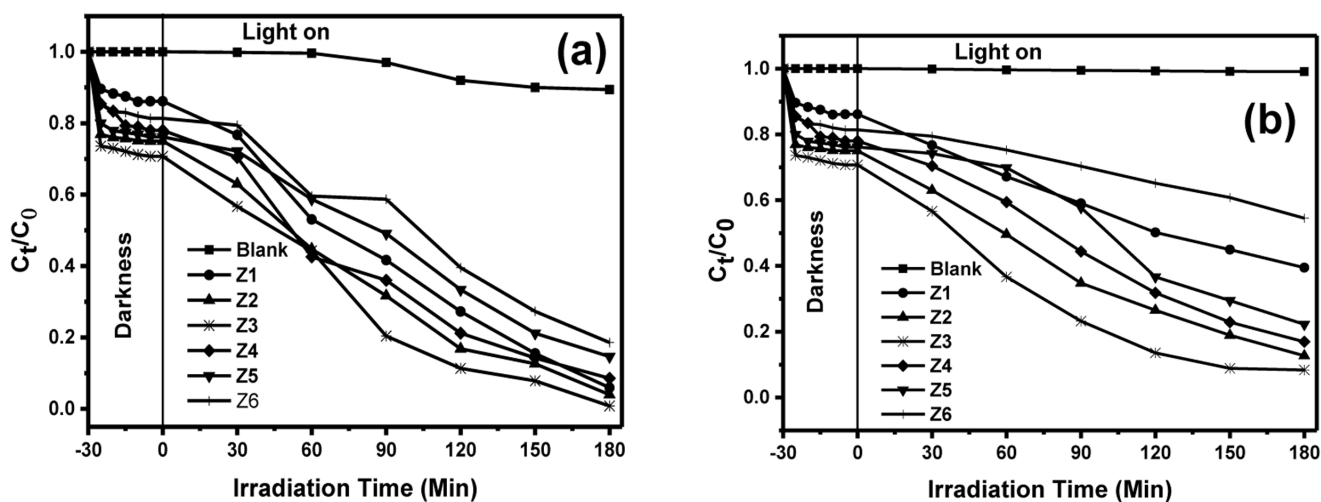 Light on
(a)
1.0
0.8
0.6
0.4
0.2
0.0
Ct/C0
Darkness
Blank
Z1
Z2
Z3
Z4
Z5
Z6
-30 0 30 60 90 120 150 180
Irradiation Time (Min)
Light on
(b)
1.0
0.8
0.6
0.4
0.2
0.0
Ct/C0
Darkness
Blank
Z1
Z2
Z3
Z4
Z5
Z6
-30 0 30 60 90 120 150 180
Irradiation Time (Min)